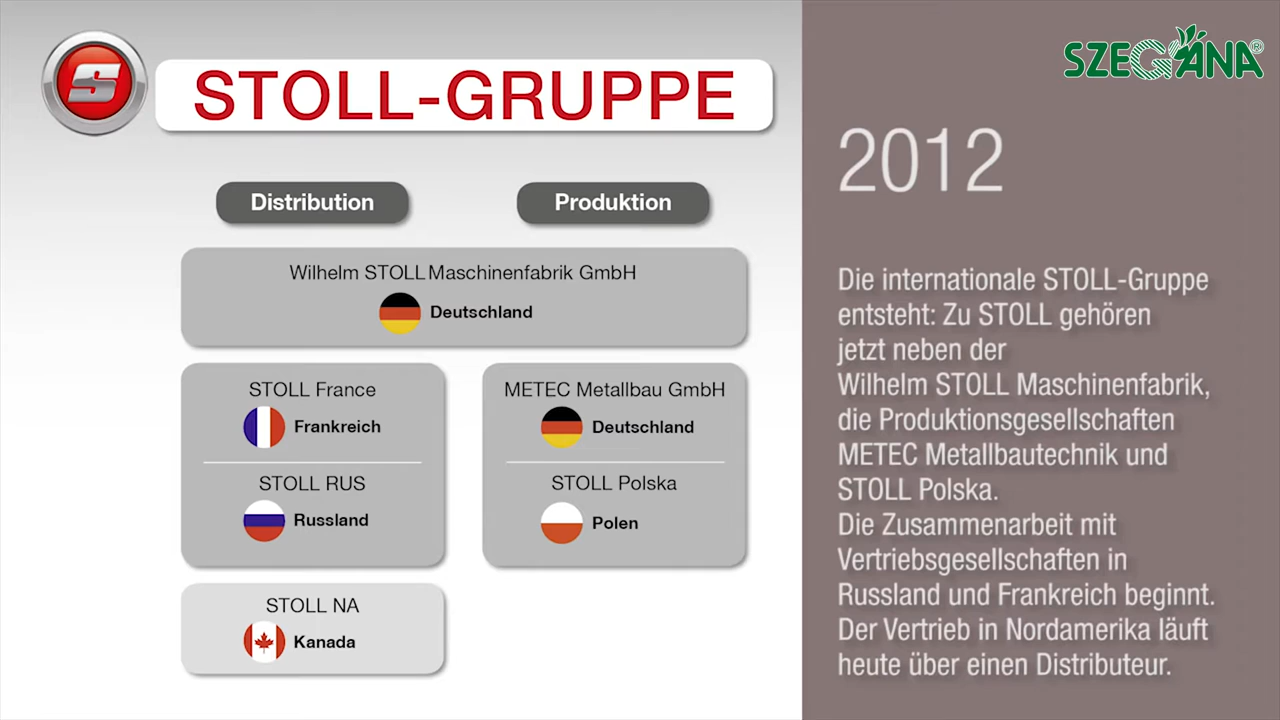 S
STOLL-GRUPPE
Distribution
Produktion
Wilhelm STOLL Maschinenfabrik GmbH
Deutschland
STOLL France
Frankreich
STOLL RUS
Russland
STOLL NA
Kanada
METEC Metallbau GmbH
Deutschland
STOLL Polska
Polen
SZEGÁNA®
2012
Die internationale STOLL-Gruppe
entsteht: Zu STOLL gehören
jetzt neben der
Wilhelm STOLL Maschinenfabrik,
die Produktionsgesellschaften
METEC Metallbautechnik und
STOLL Polska.
Die Zusammenarbeit mit
Vertriebsgesellschaften in
Russland und Frankreich beginnt.
Der Vertrieb in Nordamerika läuft
heute über einen Distributeur.